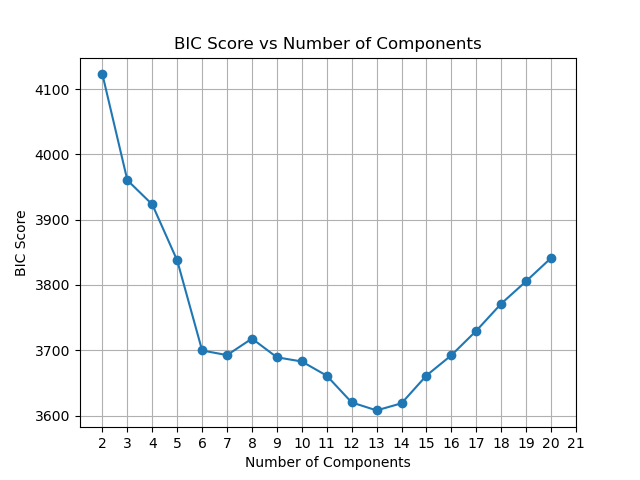 BIC Score vs Number of Components
4100
4000
3900
3800
3700
3600
BIC Score
2 3 4 5 6 7 8 9 10 11 12 13 14 15 16 17 18 19 20 21
Number of Components